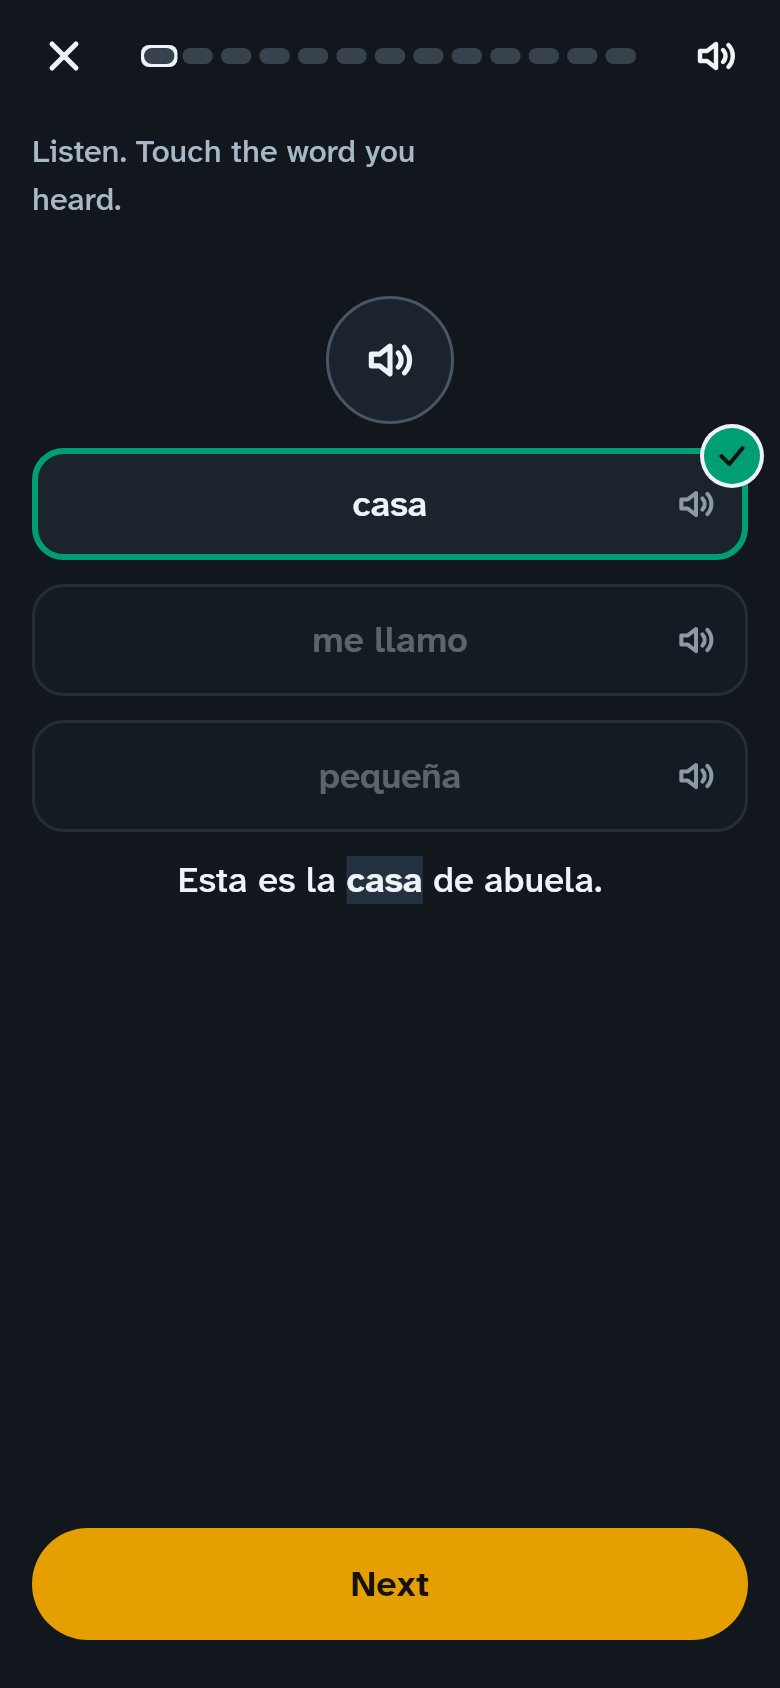 Listen. Touch the word you
heard.
casa
me llamo
pequeña
Esta es la casa de abuela.
Next